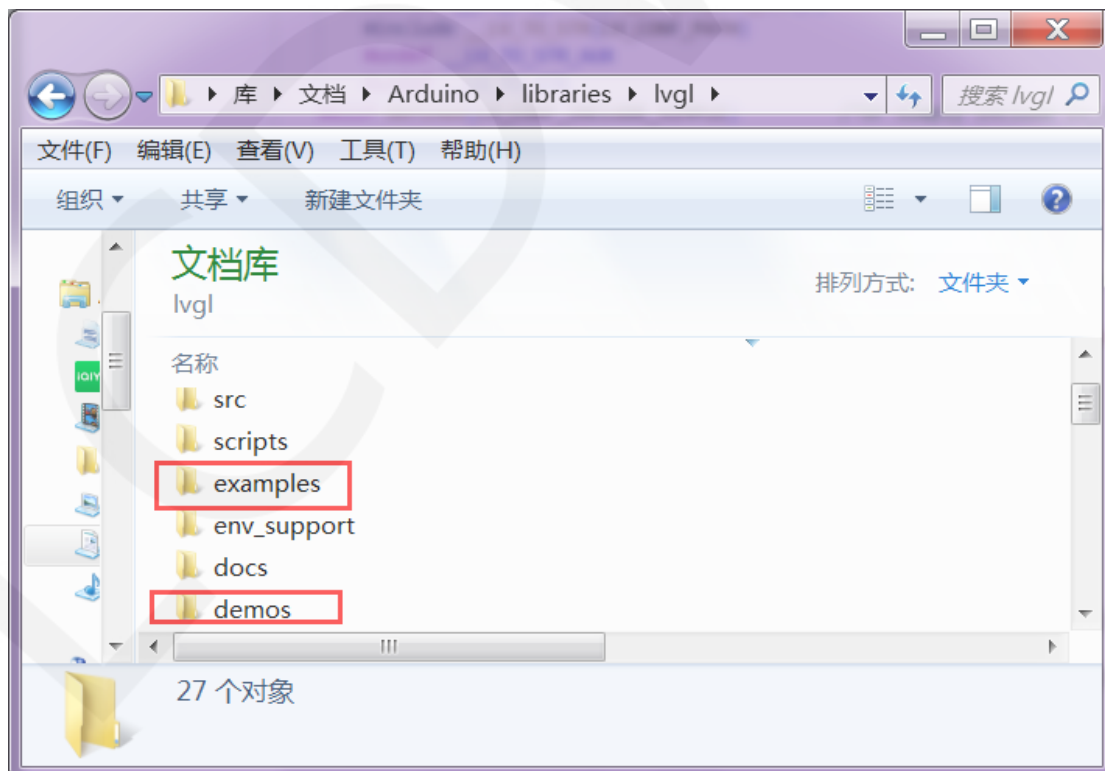 库 文档 Arduino libraries lvgl 搜索 lvgl
文件(F) 编辑(E) 查看(V) 工具(T) 帮助(H)
组织 共享 新建文件夹
文档库
lvgl
排列方式: 文件夹
名称
src
scripts
examples
env_support
docs
demos
27 个对象